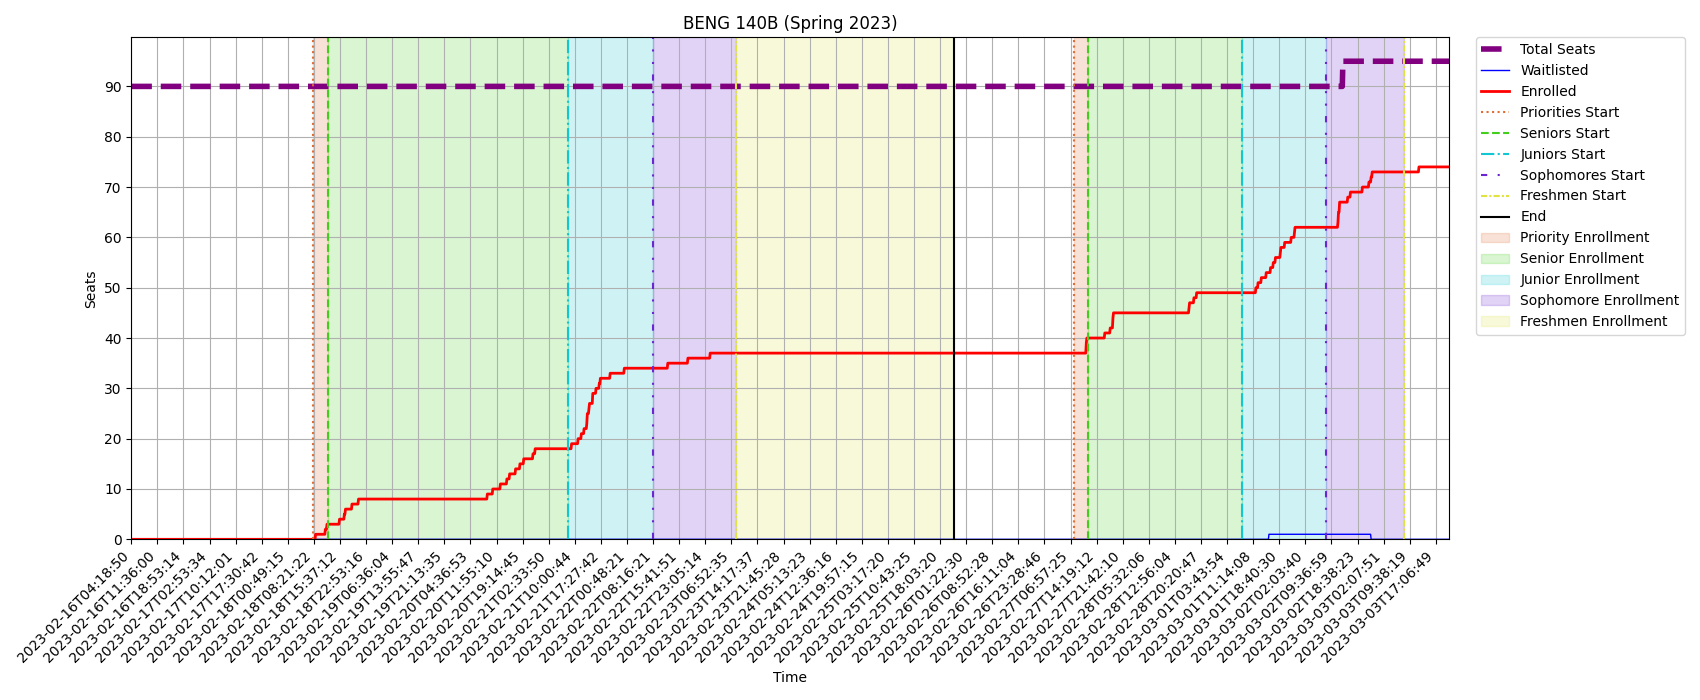 BENG 140B (Spring 2023)
Seats
90
80
70
60
50
40
30
20
10
0
2023-02-16T04:18:50
2023-02-16T11:36:00
2023-02-16T18:53:14
2023-02-17T02:53:34
2023-02-17T10:12:01
2023-02-17T17:30:42
2023-02-18T00:49:15
2023-02-18T08:21:22
2023-02-18T15:37:12
2023-02-18T22:53:16
2023-02-19T06:36:04
2023-02-19T13:55:47
2023-02-19T21:13:35
2023-02-20T04:36:53
2023-02-20T11:55:10
2023-02-20T19:14:45
2023-02-21T02:33:50
2023-02-21T10:00:44
2023-02-21T17:27:42
2023-02-22T00:48:21
2023-02-22T08:16:21
2023-02-22T15:41:51
2023-02-22T23:05:14
2023-02-23T06:52:35
2023-02-23T14:17:37
2023-02-23T21:45:28
2023-02-24T05:13:23
2023-02-24T12:36:16
2023-02-24T19:57:15
2023-02-25T03:17:20
2023-02-25T10:43:25
2023-02-25T18:03:20
2023-02-26T01:22:30
2023-02-26T08:52:28
2023-02-26T16:11:04
2023-02-26T23:28:46
2023-02-27T06:57:25
2023-02-27T14:19:12
2023-02-27T21:42:10
2023-02-28T05:32:06
2023-02-28T12:56:04
2023-02-28T20:20:47
2023-03-01T03:43:54
2023-03-01T11:14:08
2023-03-01T18:40:30
2023-03-02T02:03:40
2023-03-02T09:36:59
2023-03-02T18:38:23
2023-03-03T02:07:51
2023-03-03T09:38:19
2023-03-03T17:06:49
Time
Total Seats
Waitlisted
Enrolled
Priorities Start
Seniors Start
Juniors Start
Sophomores Start
Freshmen Start
End
Priority Enrollment
Senior Enrollment
Junior Enrollment
Sophomore Enrollment
Freshmen Enrollment